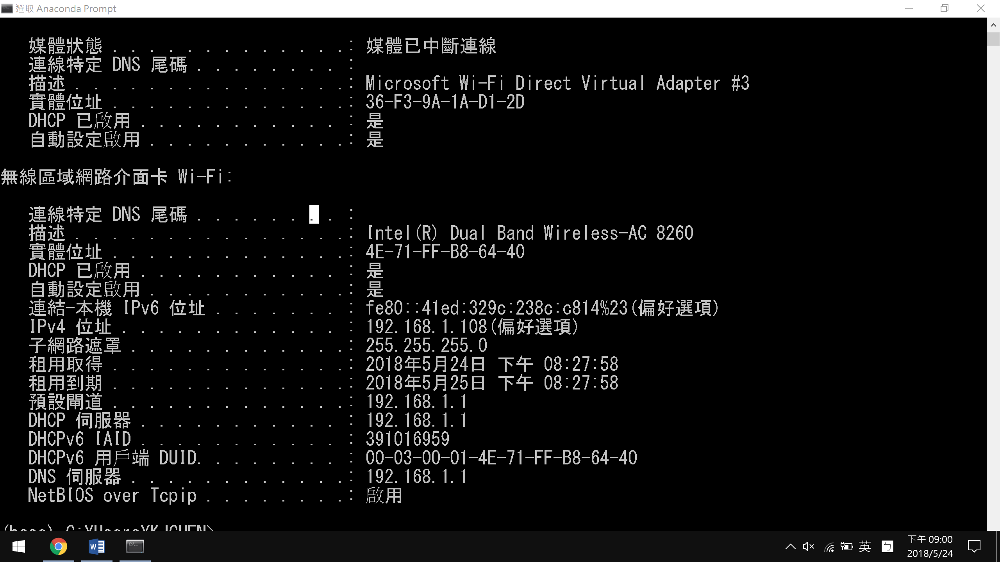 選取 Anaconda Prompt
媒體狀態 . . . . . . . . . . . . .: 媒體已中斷連線
連線特定 DNS 尾碼 . . . . . . . . :
描述 . . . . . . . . . . . . . . .: Microsoft Wi-Fi Direct Virtual Adapter #3
實體位址 . . . . . . . . . . . . .: 36-F3-9A-1A-D1-2D
DHCP 已啟用 . . . . . . . . . . . : 是
自動設定啟用 . . . . . . . . . . .: 是
無線區域網路介面卡 Wi-Fi:
連線特定 DNS 尾碼 . . . . . . . . :
描述 . . . . . . . . . . . . . . .: Intel(R) Dual Band Wireless-AC 8260
實體位址 . . . . . . . . . . . . .: 4E-71-FF-B8-64-40
DHCP 已啟用 . . . . . . . . . . . : 是
自動設定啟用 . . . . . . . . . . .: 是
連結-本機 IPv6 位址 . . . . . . . : fe80::41ed:329c:238c:c814%23(偏好選項)
IPv4 位址 . . . . . . . . . . . . : 192.168.1.108(偏好選項)
子網路遮罩 . . . . . . . . . . . .: 255.255.255.0
租用取得 . . . . . . . . . . . . .: 2018年5月24日 下午 08:27:58
租用到期 . . . . . . . . . . . . .: 2018年5月25日 下午 08:27:58
預設閘道 . . . . . . . . . . . . .: 192.168.1.1
DHCP 伺服器 . . . . . . . . . . . : 192.168.1.1
DHCPv6 IAID . . . . . . . . . . . : 391016959
DHCPv6 用戶端 DUID. . . . . . . . : 00-03-00-01-4E-71-FF-B8-64-40
DNS 伺服器 . . . . . . . . . . . .: 192.168.1.1
NetBIOS over Tcpip . . . . . . . .: 啟用
英
ㄅ
下午 09:00
2018/5/24